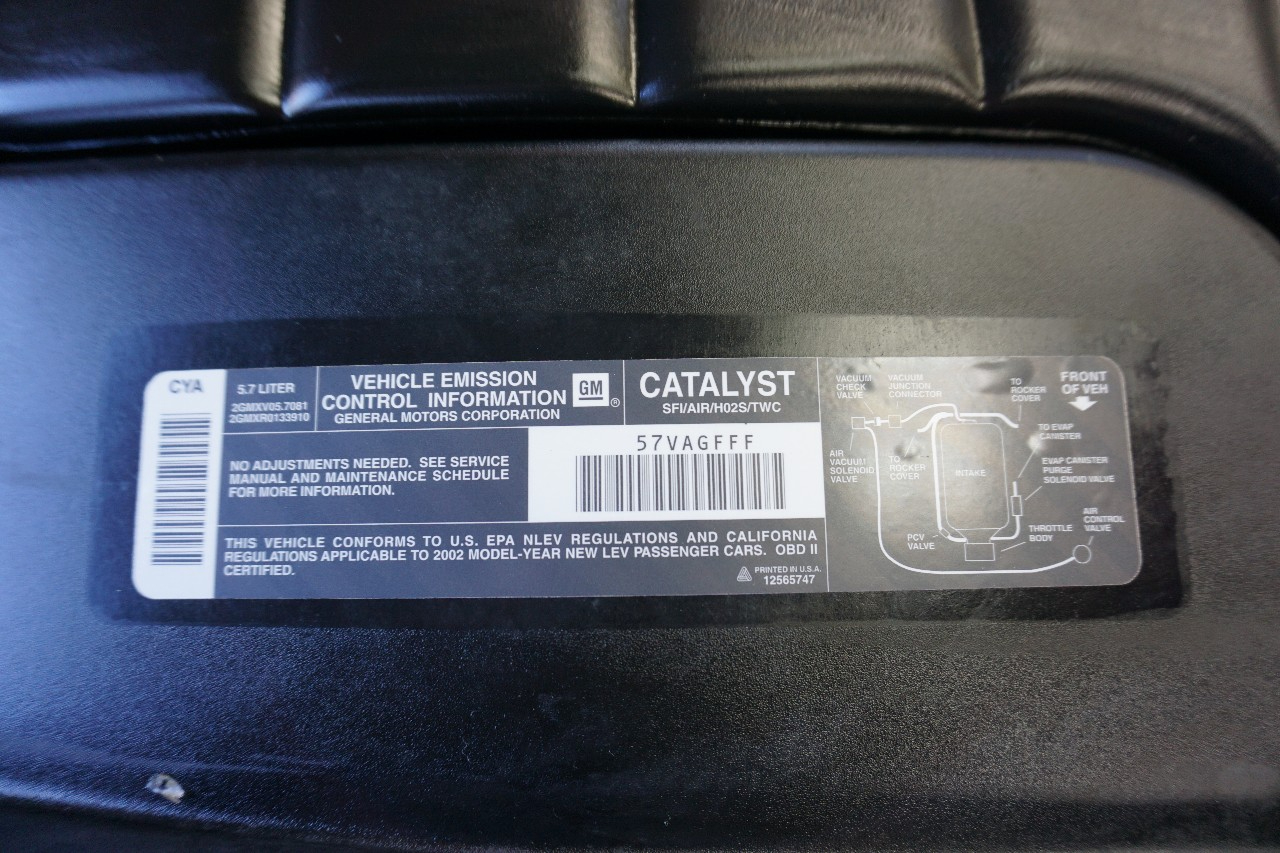 CYA
5.7 LITER
2GMXV05.7081
2GMXR0133910
VEHICLE EMISSION
CONTROL INFORMATION
GENERAL MOTORS CORPORATION
GM
®
CATALYST
SFI/AIR/H02S/TWC
NO ADJUSTMENTS NEEDED. SEE SERVICE
MANUAL AND MAINTENANCE SCHEDULE
FOR MORE INFORMATION.
57VAGFFF
THIS VEHICLE CONFORMS TO U.S. EPA NLEV REGULATIONS AND CALIFORNIA
REGULATIONS APPLICABLE TO 2002 MODEL-YEAR NEW LEV PASSENGER CARS. OBD II
CERTIFIED.
PRINTED IN U.S.A.
12565747
VACUUM
CHECK
VALVE
VACUUM
JUNCTION
CONNECTOR
TO
ROCKER
COVER
FRONT
OF VEH
AIR
VACUUM
SOLENOID
VALVE
TO
ROCKER
COVER
INTAKE
TO EVAP
CANISTER
EVAP CANISTER
PURGE
SOLENOID VALVE
PCV
VALVE
THROTTLE
BODY
AIR
CONTROL
VALVE